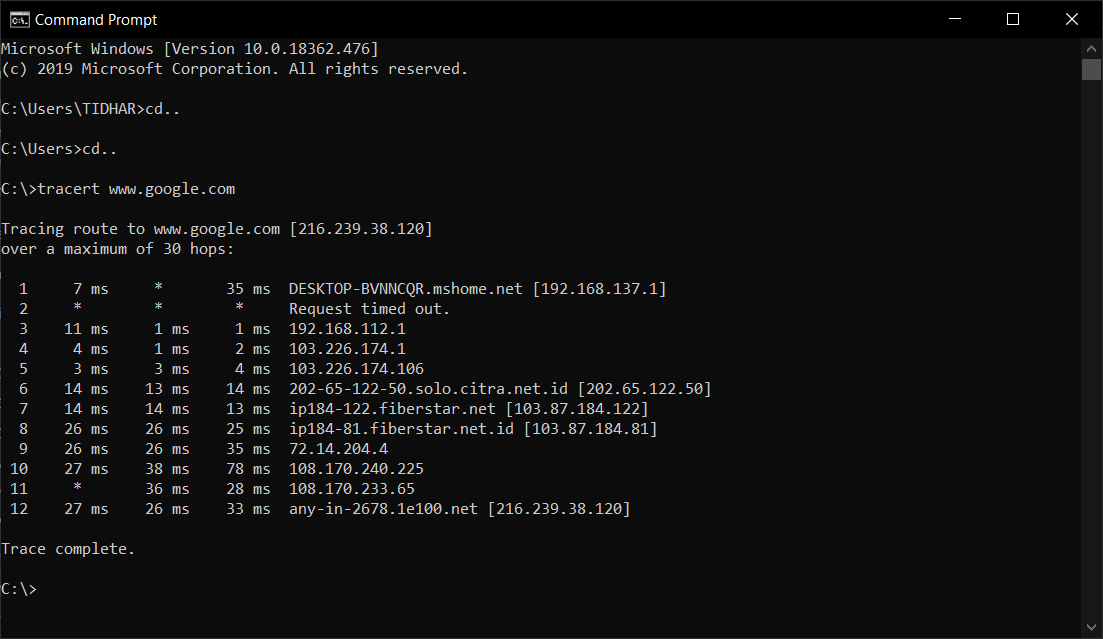 Command Prompt
Microsoft Windows [Version 10.0.18362.476]
(c) 2019 Microsoft Corporation. All rights reserved.
C:\Users\TIDHAR>cd..
C:\Users>cd..
C:\>tracert www.google.com
Tracing route to www.google.com [216.239.38.120]
over a maximum of 30 hops:
1 7 ms * 35 ms DESKTOP-BVNNCQR.mshome.net [192.168.137.1]
2 * * * Request timed out.
3 11 ms 1 ms 1 ms 192.168.112.1
4 4 ms 1 ms 2 ms 103.226.174.1
5 3 ms 3 ms 4 ms 103.226.174.106
6 14 ms 13 ms 14 ms 202-65-122-50.solo.citra.net.id [202.65.122.50]
7 14 ms 14 ms 13 ms ip184-122.fiberstar.net [103.87.184.122]
8 26 ms 26 ms 25 ms ip184-81.fiberstar.net.id [103.87.184.81]
9 26 ms 26 ms 35 ms 72.14.204.4
10 27 ms 38 ms 78 ms 108.170.240.225
11 * 36 ms 28 ms 108.170.233.65
12 27 ms 26 ms 33 ms any-in-2678.1e100.net [216.239.38.120]
Trace complete.
C:\>